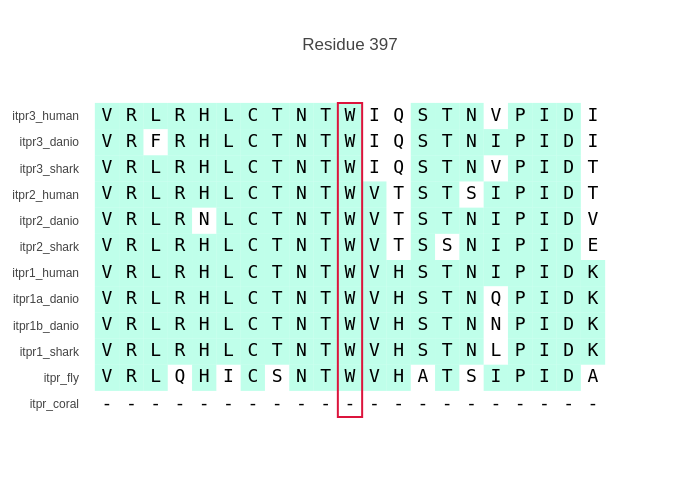 Residue 397
itpr3_human V R L R H L C T N T W I Q S T N V P I D I
itpr3_danio V R F R H L C T N T W I Q S T N I P I D I
itpr3_shark V R L R H L C T N T W I Q S T N V P I D T
itpr2_human V R L R H L C T N T W V T S T S I P I D T
itpr2_danio V R L R N L C T N T W V T S T N I P I D V
itpr2_shark V R L R H L C T N T W V T S S N I P I D E
itpr1_human V R L R H L C T N T W V H S T N I P I D K
itpr1a_danio V R L R H L C T N T W V H S T N Q P I D K
itpr1b_danio V R L R H L C T N T W V H S T N N P I D K
itpr1_shark V R L R H L C T N T W V H S T N L P I D K
itpr_fly V R L Q H I C S N T W V H A T S I P I D A
itpr_coral - - - - - - - - - - - - - - - - - - - - -